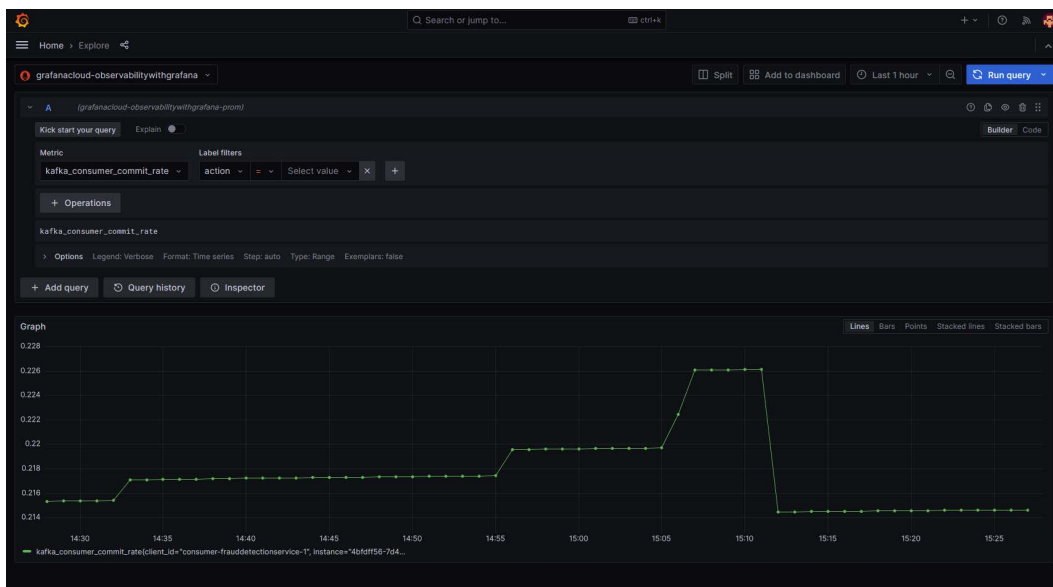 Search or jump to... ctrl+k
Home › Explore
grafanacloud-observabilitywithgrafana Split Add to dashboard Last 1 hour Run query
A (grafanacloud-observabilitywithgrafana-prom)
Kick start your query Explain Builder Code
Metric Label filters
kafka_consumer_commit_rate action = Select value × +
+ Operations
kafka_consumer_commit_rate
› Options Legend: Verbose Format: Time series Step: auto Type: Range Exemplars: false
+ Add query Query history Inspector
Graph Lines Bars Points Stacked lines Stacked bars
0.228
0.226
0.224
0.222
0.22
0.218
0.216
0.214
14:30 14:35 14:40 14:45 14:50 14:55 15:00 15:05 15:10 15:15 15:20 15:25
kafka_consumer_commit_rate{client_id="consumer-frauddetectionservice-1", instance="4bfdff56-7d4...